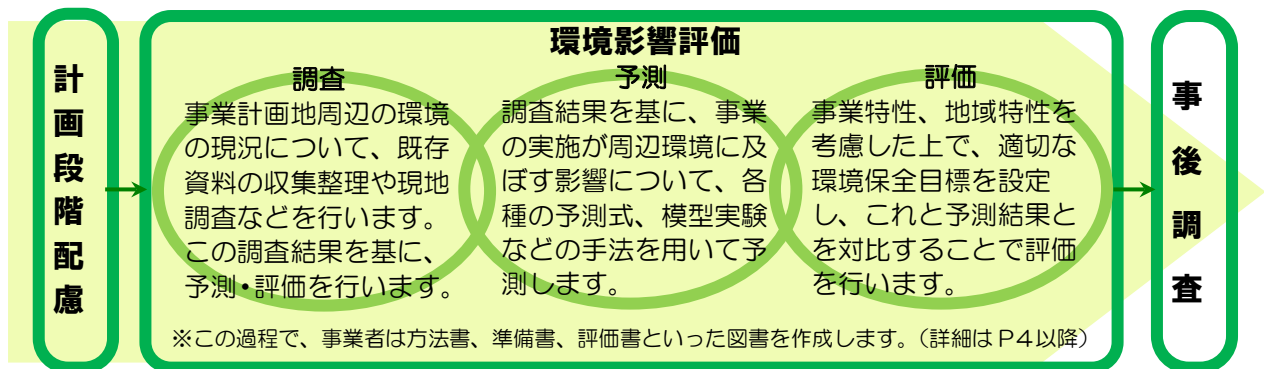 計画段階配慮
環境影響評価
調査
事業計画地周辺の環境
の現況について、既存
資料の収集整理や現地
調査などを行います。
この調査結果を基に、
予測・評価を行います。
予測
調査結果を基に、事業
の実施が周辺環境に及
ぼす影響について、各
種の予測式、模型実験
などの手法を用いて予
測します。
評価
事業特性、地域特性を
考慮した上で、適切な
環境保全目標を設定
し、これと予測結果と
を対比することで評価
を行います。
※この過程で、事業者は方法書、準備書、評価書といった図書を作成します。（詳細はP4以降）
事後調査